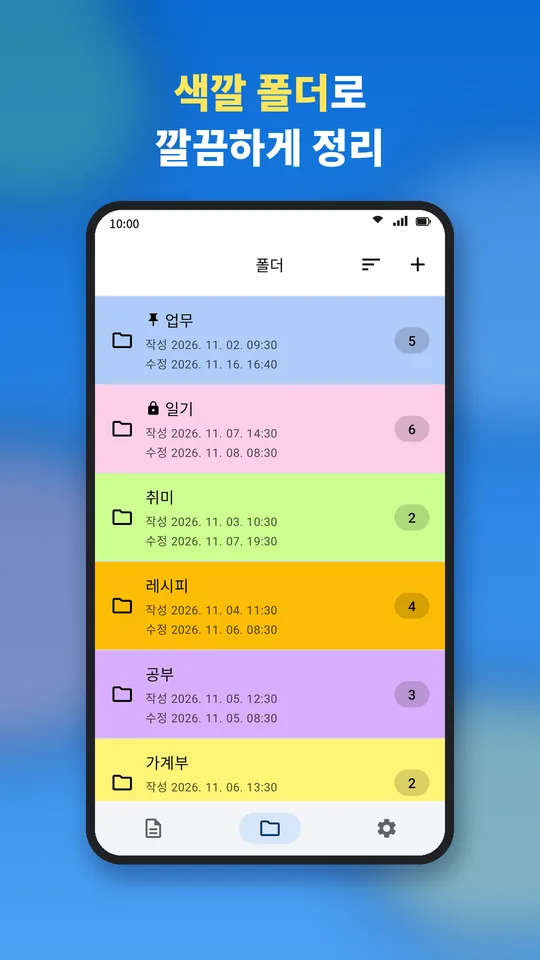 색깔 폴더로
깔끔하게 정리
10:00
폴더
업무
작성 2026. 11. 02. 09:30
수정 2026. 11. 16. 16:40
5
일기
작성 2026. 11. 07. 14:30
수정 2026. 11. 08. 08:30
6
취미
작성 2026. 11. 03. 10:30
수정 2026. 11. 07. 19:30
2
레시피
작성 2026. 11. 04. 11:30
수정 2026. 11. 06. 08:30
4
공부
작성 2026. 11. 05. 12:30
수정 2026. 11. 05. 08:30
3
가계부
작성 2026. 11. 06. 13:30
2